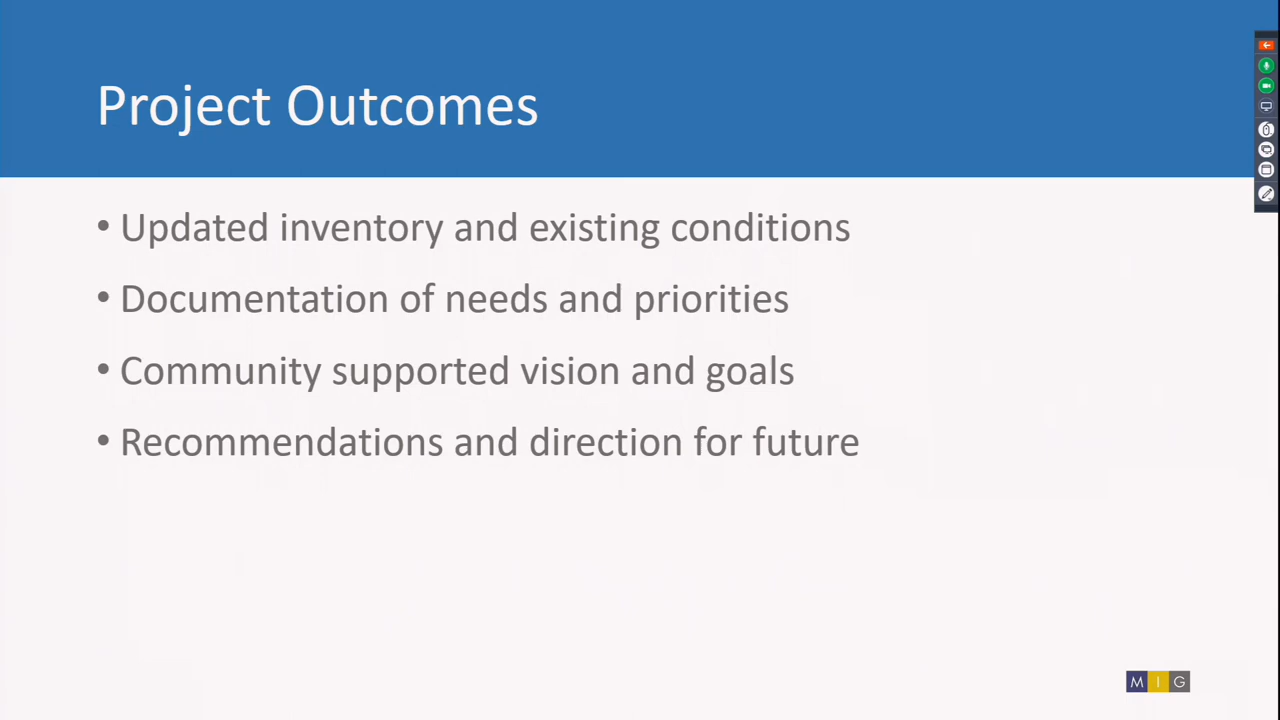 Project Outcomes
• Updated inventory and existing conditions
• Documentation of needs and priorities
• Community supported vision and goals
• Recommendations and direction for future
MIG